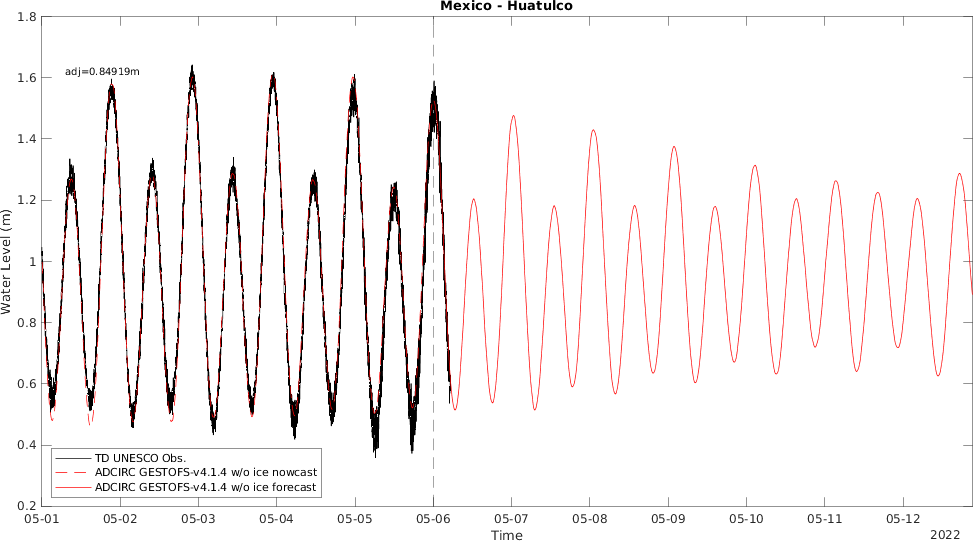 Mexico - Huatulco
adj=0.84919m
1.8
1.6
1.4
1.2
1
0.8
0.6
0.4
0.2
Water Level (m)
TD UNESCO Obs.
ADCIRC GESTOFS-v4.1.4 w/o ice nowcast
ADCIRC GESTOFS-v4.1.4 w/o ice forecast
05-01 05-02 05-03 05-04 05-05 05-06 05-07 05-08 05-09 05-10 05-11 05-12
Time
2022